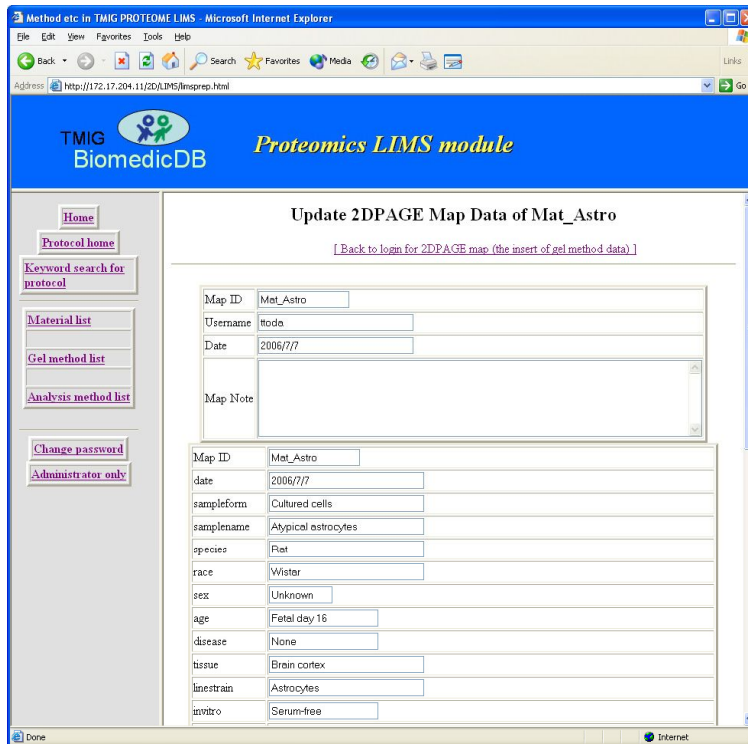 Method etc in TMIG PROTEOME LIMS - Microsoft Internet Explorer
File Edit View Favorites Tools Help
Back Search Favorites Media Links
Address http://172.17.204.11/2D/LIMS/limsprep.html Go
TMIG
BiomedicDB
Proteomics LIMS module
Home
Protocol home
Keyword search for
protocol
Material list
Gel method list
Analysis method list
Change password
Administrator only
Update 2DPAGE Map Data of Mat_Astro
[ Back to login for 2DPAGE map (the insert of gel method data) ]
Map ID Mat_Astro
Username ttoda
Date 2006/7/7
Map Note
Map ID Mat_Astro
date 2006/7/7
sampleform Cultured cells
samplename Atypical astrocytes
species Rat
race Wistar
sex Unknown
age Fetal day 16
disease None
tissue Brain cortex
linestrain Astrocytes
invitro Serum-free
Done Internet